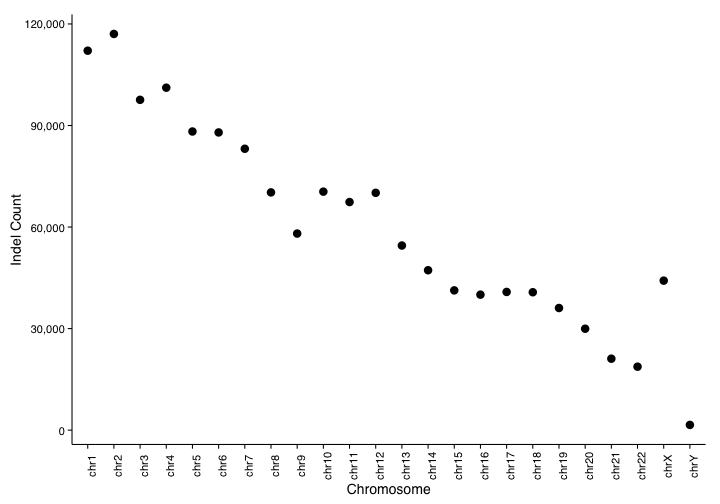 120,000
90,000
60,000
30,000
0
Indel Count
chr1 chr2 chr3 chr4 chr5 chr6 chr7 chr8 chr9 chr10 chr11 chr12 chr13 chr14 chr15 chr16 chr17 chr18 chr19 chr20 chr21 chr22 chrX chrY
Chromosome